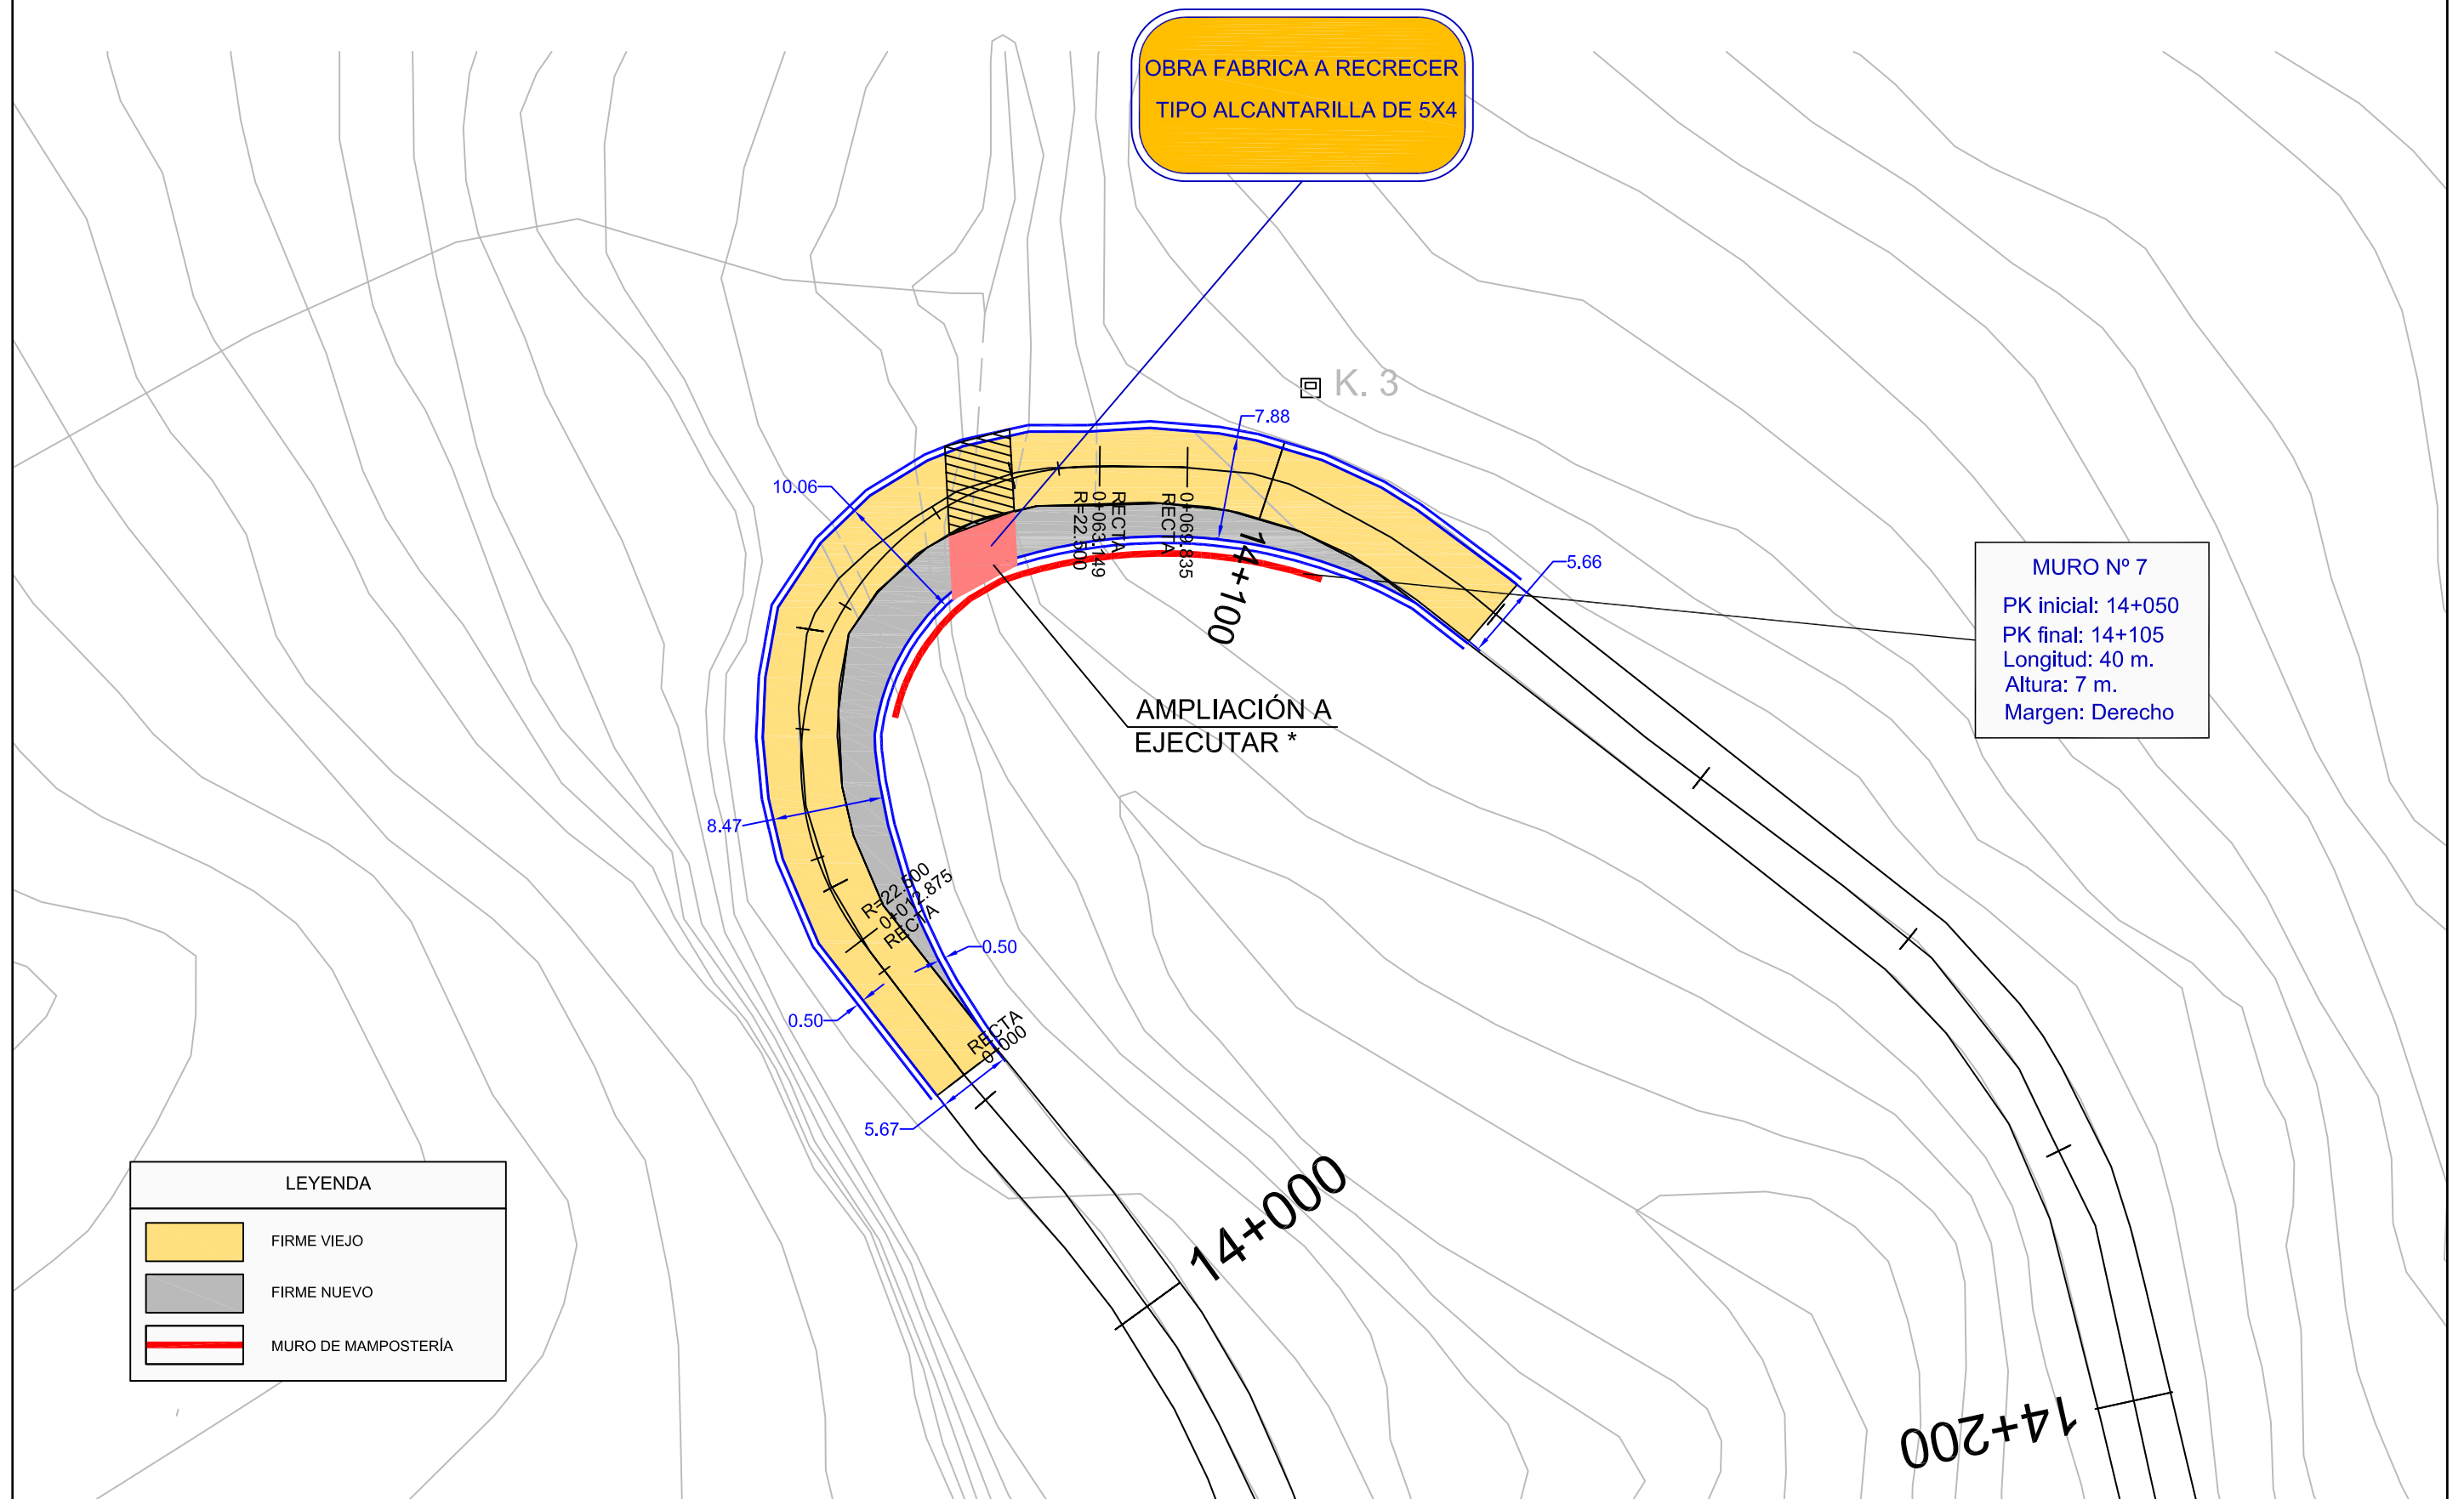 OBRA FABRICA A RECRECER
TIPO ALCANTARILLA DE 5X4
K. 3
7.88
10.06
R=22.500
0+063.149
RECTA
RECTA
0+069.835
14+100
5.66
MURO Nº 7
PK inicial: 14+050
PK final: 14+105
Longitud: 40 m.
Altura: 7 m.
Margen: Derecho
AMPLIACIÓN A
EJECUTAR *
8.47
R=22.500
0+012.875
RECTA
0.50
0.50
RECTA
0+000
5.67
14+000
14+200
LEYENDA
FIRME VIEJO
FIRME NUEVO
MURO DE MAMPOSTERÍA